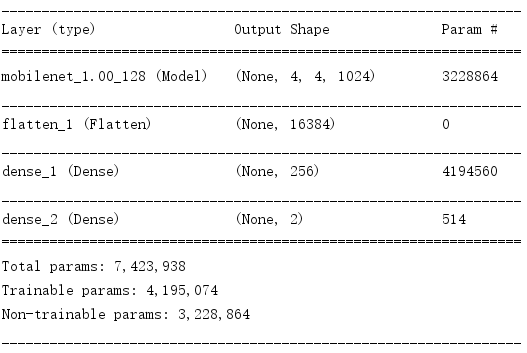 Layer (type) Output Shape Param #
mobilenet_1.00_128 (Model) (None, 4, 4, 1024) 3228864
flatten_1 (Flatten) (None, 16384) 0
dense_1 (Dense) (None, 256) 4194560
dense_2 (Dense) (None, 2) 514
Total params: 7,423,938
Trainable params: 4,195,074
Non-trainable params: 3,228,864